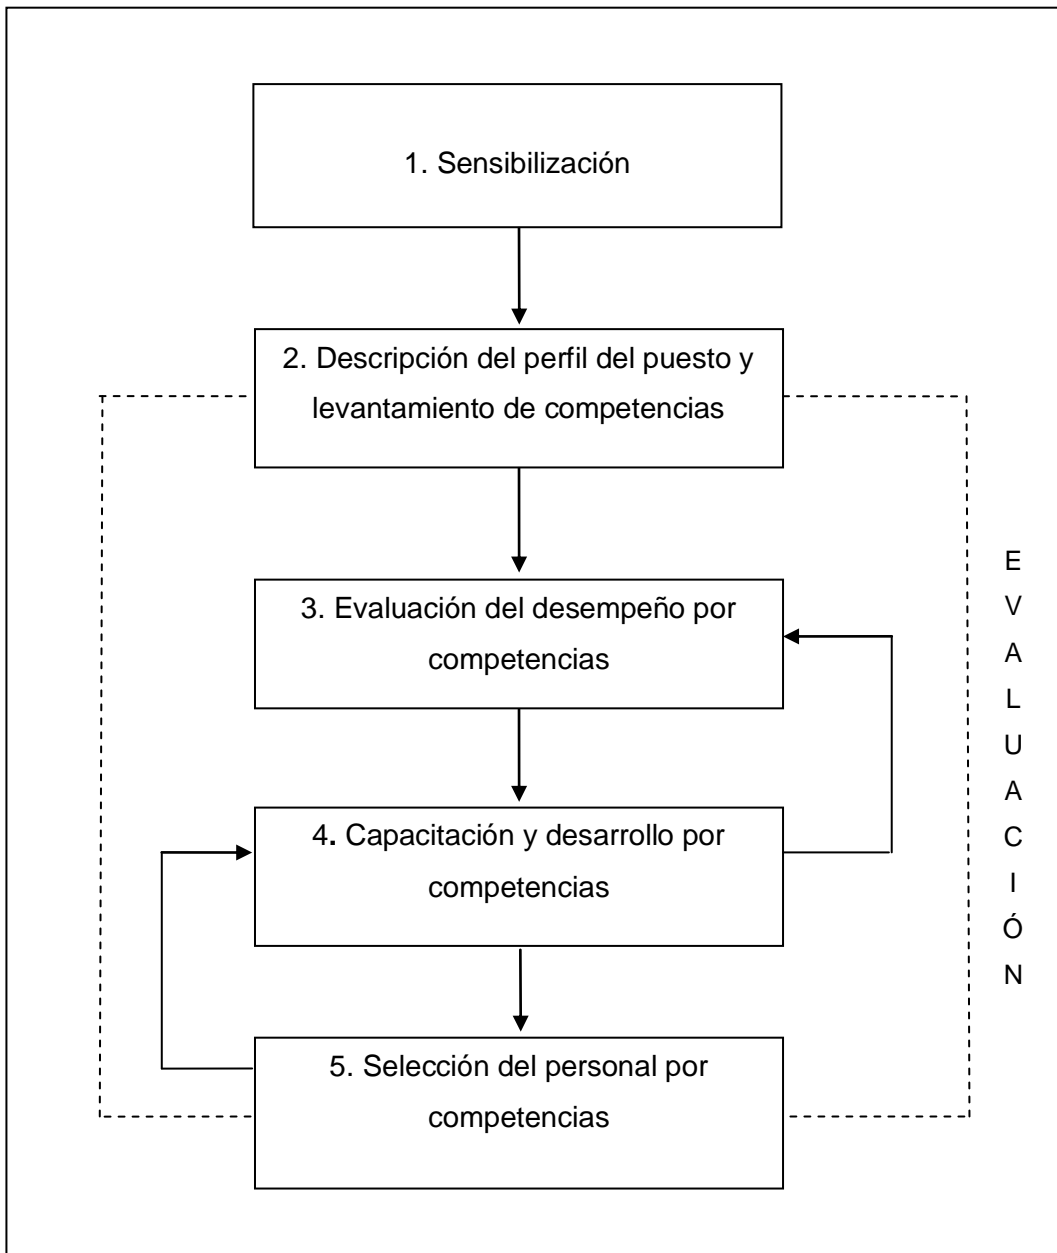 1. Sensibilización
2. Descripción del perfil del puesto y
levantamiento de competencias
3. Evaluación del desempeño por
competencias
4. Capacitación y desarrollo por
competencias
5. Selección del personal por
competencias
E
V
A
L
U
A
C
I
Ó
N